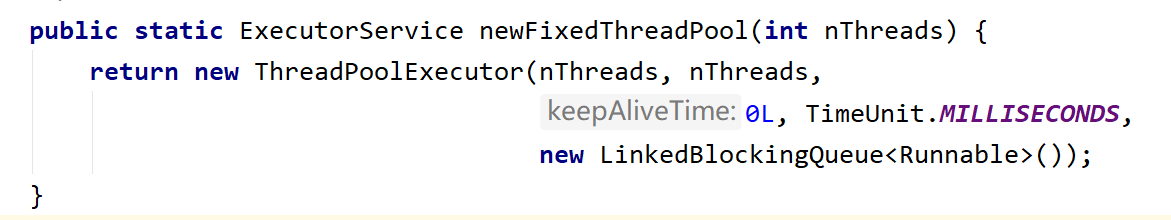 public static ExecutorService newFixedThreadPool(int nThreads) {
return new ThreadPoolExecutor(nThreads, nThreads,
keepAliveTime: 0L, TimeUnit.MILLISECONDS,
new LinkedBlockingQueue<Runnable>());
}